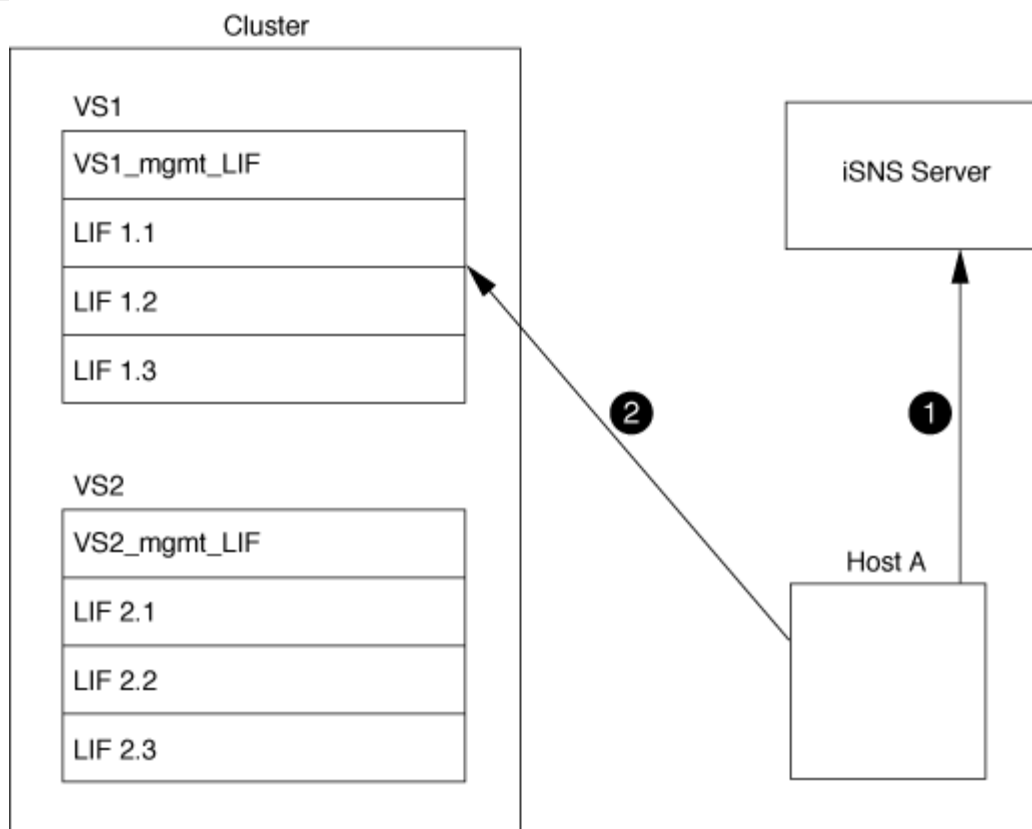 Cluster
VS1
VS1_mgmt_LIF
LIF 1.1
LIF 1.2
LIF 1.3
VS2
VS2_mgmt_LIF
LIF 2.1
LIF 2.2
LIF 2.3
iSNS Server
2
1
Host A